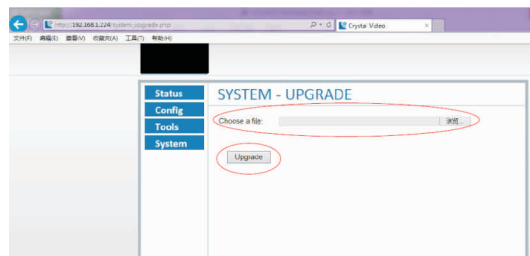 http://192.168.1.224/system_upgrade.php
Crystal Video
文件(F) 编辑(E) 查看(V) 收藏夹(A) 工具(T) 帮助(H)
Status
Config
Tools
System
SYSTEM - UPGRADE
Choose a file:
浏览...
Upgrade